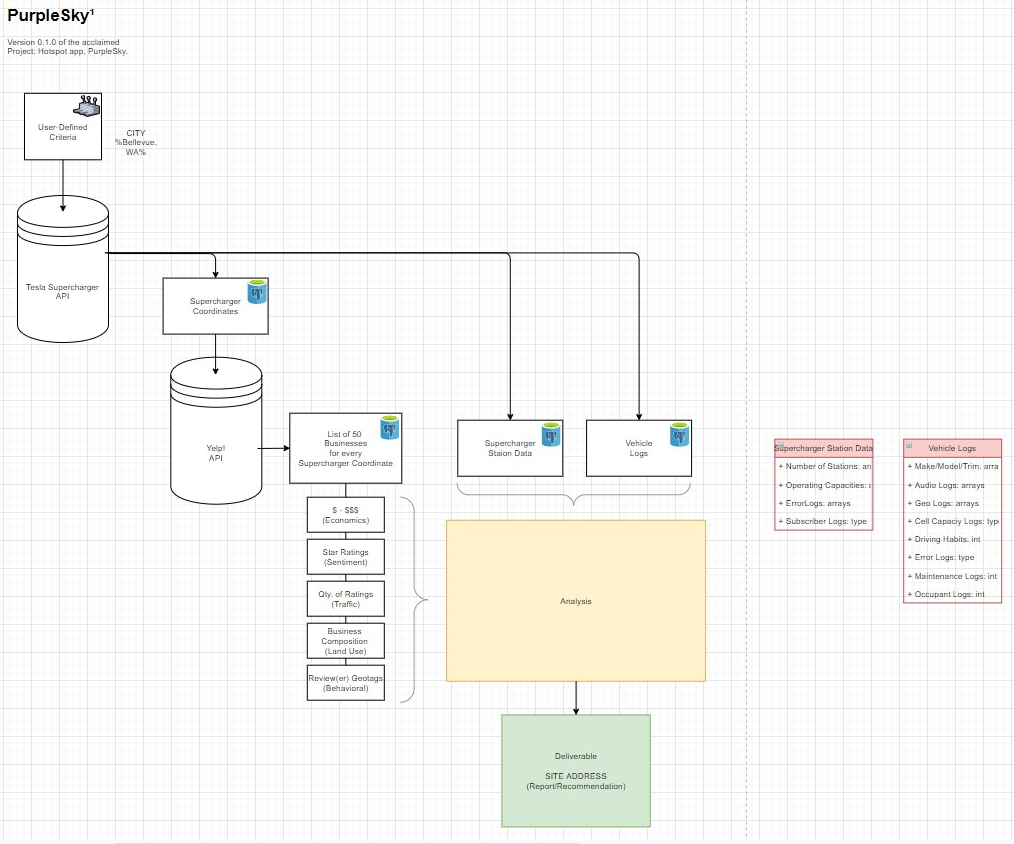 PurpleSky¹
Version 0.1.0 of the acclaimed
Project: Hotspot app, PurpleSky.
User-Defined
Criteria
CITY
%Bellevue,
WA%
Tesla Supercharger
API
Supercharger
Coordinates
Yelp!
API
List of 50
Businesses
for every
Supercharger Coordinate
$ - $$$
(Economics)
Star Ratings
(Sentiment)
Qty. of Ratings
(Traffic)
Business
Composition
(Land Use)
Review(er) Geotags
(Behavioral)
Supercharger
Staion Data
Vehicle
Logs
Analysis
Deliverable
SITE ADDRESS
(Report/Recommendation)
Supercharger Station Data
+ Number of Stations: an
+ Operating Capacities: a
+ ErrorLogs: arrays
+ Subscriber Logs: type
Vehicle Logs
+ Make/Model/Trim: arra
+ Audio Logs: arrays
+ Geo Logs: arrays
+ Cell Capaciy Logs: typ
+ Driving Habits: int
+ Error Logs: type
+ Maintenance Logs: int
+ Occupant Logs: int